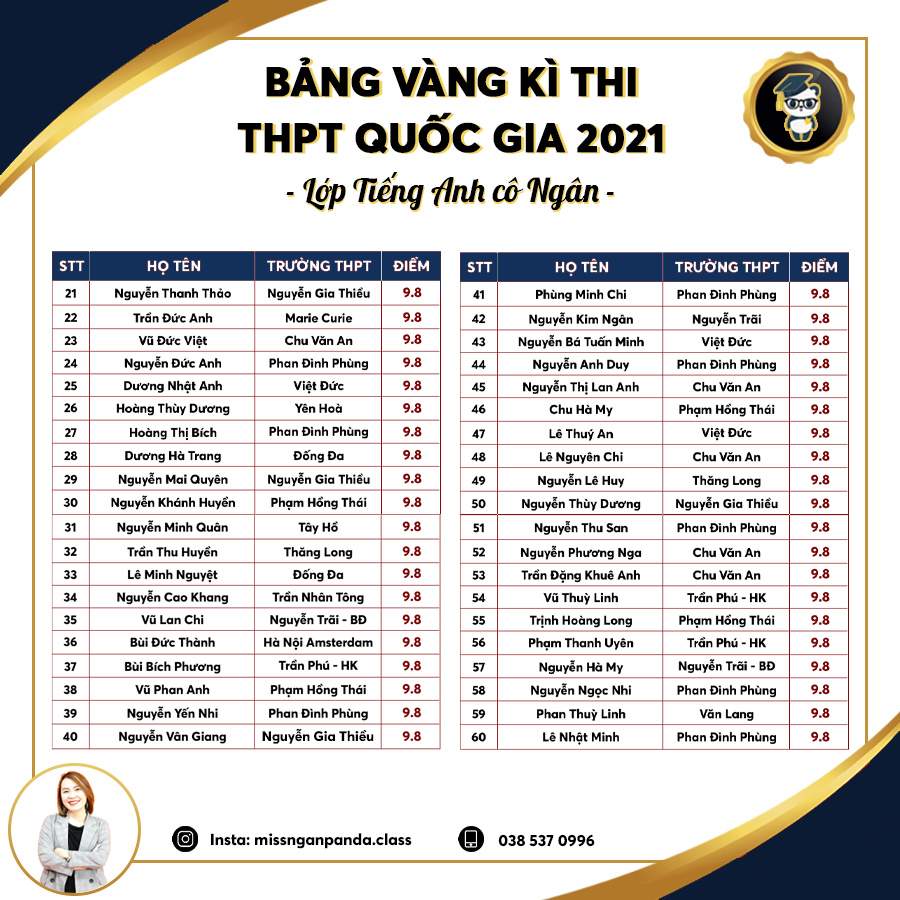 BẢNG VÀNG KÌ THI
THPT QUỐC GIA 2021
- Lớp Tiếng Anh cô Ngân -
STT HỌ TÊN TRƯỜNG THPT ĐIỂM
21 Nguyễn Thanh Thảo Nguyễn Gia Thiều 9.8
22 Trần Đức Anh Marie Curie 9.8
23 Vũ Đức Việt Chu Văn An 9.8
24 Nguyễn Đức Anh Phan Đình Phùng 9.8
25 Dương Nhật Anh Việt Đức 9.8
26 Hoàng Thùy Dương Yên Hoà 9.8
27 Hoàng Thị Bích Phan Đình Phùng 9.8
28 Dương Hà Trang Đống Đa 9.8
29 Nguyễn Mai Quyên Nguyễn Gia Thiều 9.8
30 Nguyễn Khánh Huyền Phạm Hồng Thái 9.8
31 Nguyễn Minh Quân Tây Hồ 9.8
32 Trần Thu Huyền Thăng Long 9.8
33 Lê Minh Nguyệt Đống Đa 9.8
34 Nguyễn Cao Khang Trần Nhân Tông 9.8
35 Vũ Lan Chi Nguyễn Trãi - BĐ 9.8
36 Bùi Đức Thành Hà Nội Amsterdam 9.8
37 Bùi Bích Phương Trần Phú - HK 9.8
38 Vũ Phan Anh Phạm Hồng Thái 9.8
39 Nguyễn Yến Nhi Phan Đình Phùng 9.8
40 Nguyễn Vân Giang Nguyễn Gia Thiều 9.8
STT HỌ TÊN TRƯỜNG THPT ĐIỂM
41 Phùng Minh Chi Phan Đình Phùng 9.8
42 Nguyễn Kim Ngân Nguyễn Trãi 9.8
43 Nguyễn Bá Tuấn Minh Việt Đức 9.8
44 Nguyễn Anh Duy Phan Đình Phùng 9.8
45 Nguyễn Thị Lan Anh Chu Văn An 9.8
46 Chu Hà My Phạm Hồng Thái 9.8
47 Lê Thuý An Việt Đức 9.8
48 Lê Nguyên Chi Chu Văn An 9.8
49 Nguyễn Lê Huy Thăng Long 9.8
50 Nguyễn Thùy Dương Nguyễn Gia Thiều 9.8
51 Nguyễn Thu San Phan Đình Phùng 9.8
52 Nguyễn Phương Nga Chu Văn An 9.8
53 Trần Đặng Khuê Anh Chu Văn An 9.8
54 Vũ Thuỳ Linh Trần Phú - HK 9.8
55 Trịnh Hoàng Long Phạm Hồng Thái 9.8
56 Phạm Thanh Uyên Trần Phú - HK 9.8
57 Nguyễn Hà My Nguyễn Trãi - BĐ 9.8
58 Nguyễn Ngọc Nhi Phan Đình Phùng 9.8
59 Phan Thuỳ Linh Văn Lang 9.8
60 Lê Nhật Minh Phan Đình Phùng 9.8
Insta: missnganpanda.class
038 537 0996